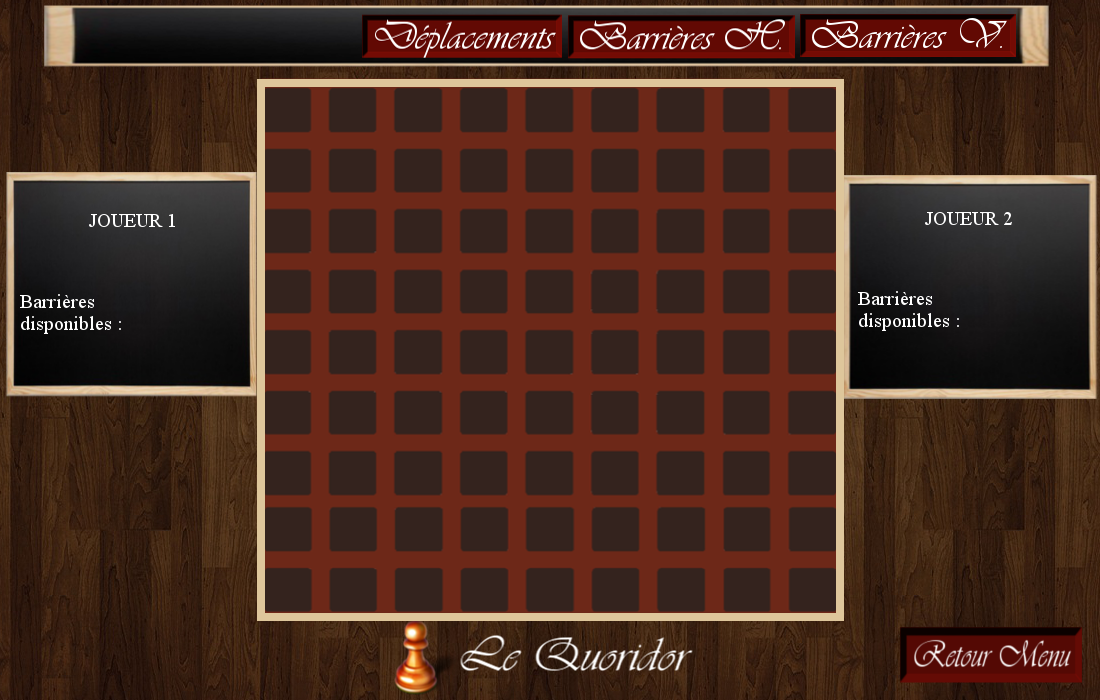 Déplacements Barrières H. Barrières V.
JOUEUR 1
Barrières
disponibles :
JOUEUR 2
Barrières
disponibles :
Le Quoridor
Retour Menu